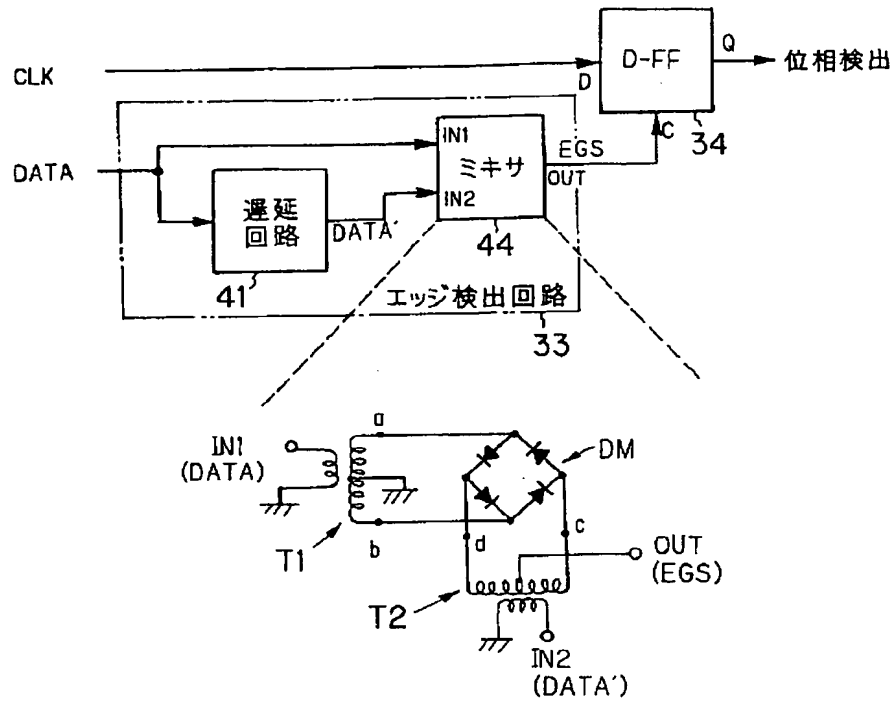 CLK
D
D-FF
Q
位相検出
C
34
DATA
IN1
IN2
ミキサ
EGS
OUT
44
遅延
回路
DATA'
41
エッジ検出回路
33
IN1
(DATA)
a
b
T1
DM
d
c
OUT
(EGS)
T2
IN2
(DATA')